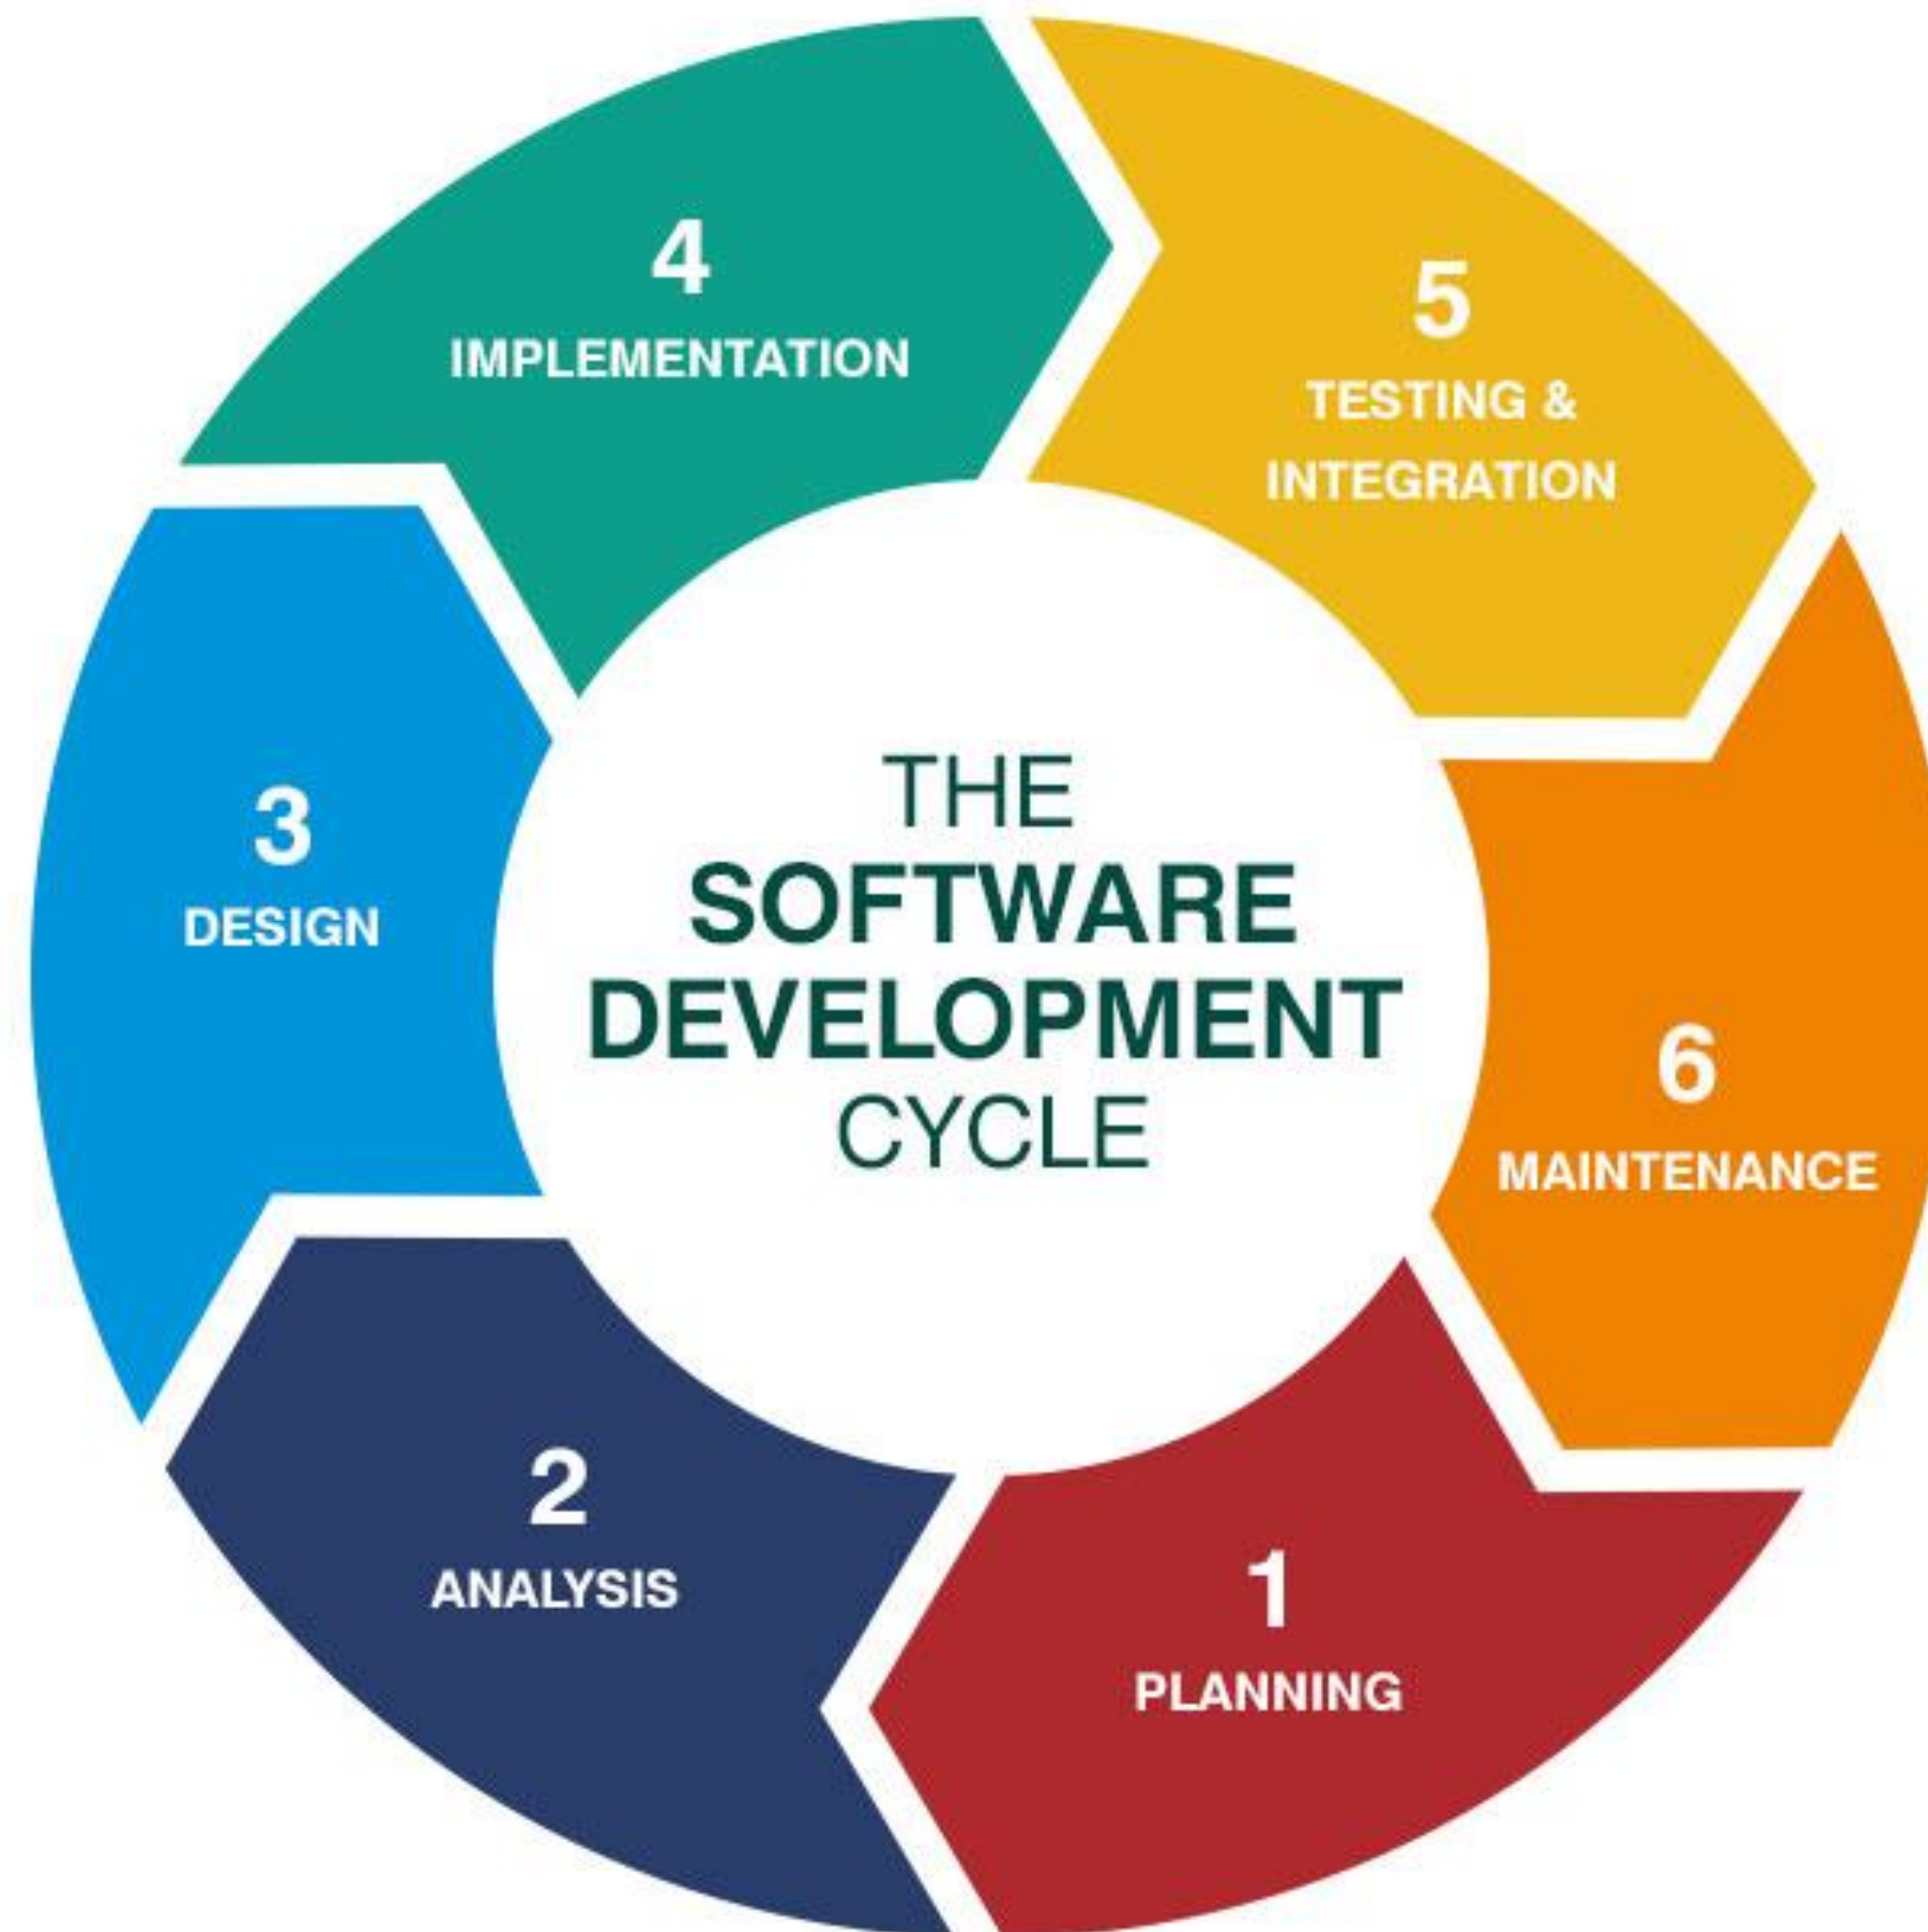 4
IMPLEMENTATION
5
TESTING &
INTEGRATION
3
DESIGN
THE
SOFTWARE
DEVELOPMENT
CYCLE
6
MAINTENANCE
2
ANALYSIS
1
PLANNING